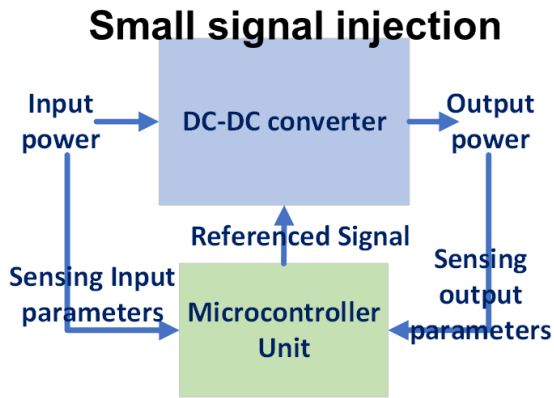 Small signal injection
Input
power
DC-DC converter
Output
power
Referenced Signal
Sensing Input
parameters
Microcontroller
Unit
Sensing
output
parameters